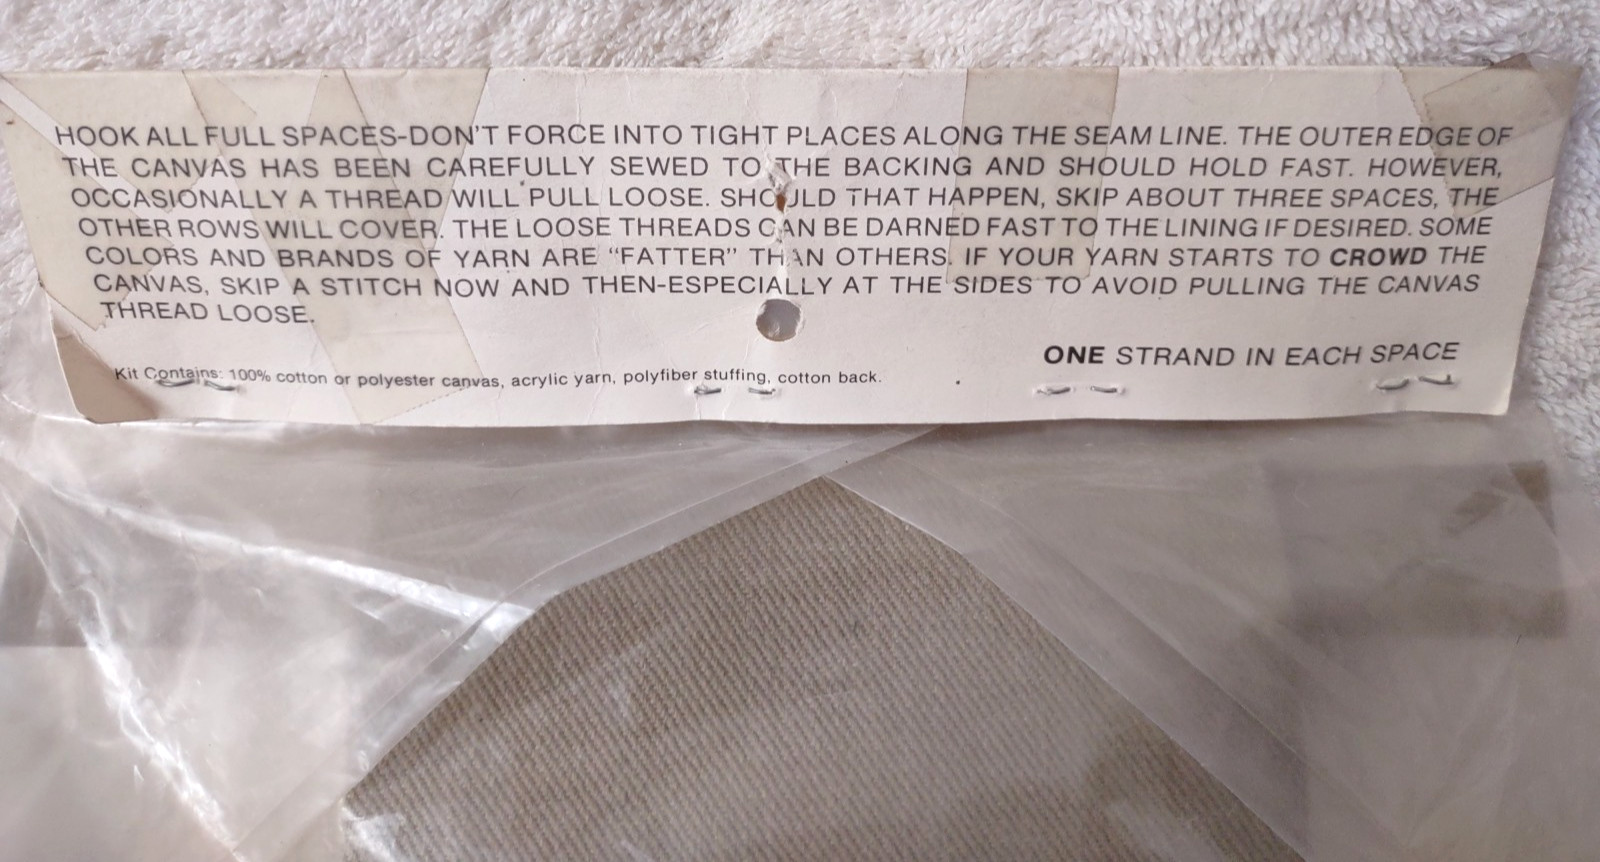 HOOK ALL FULL SPACES-DON'T FORCE INTO TIGHT PLACES ALONG THE SEAM LINE. THE OUTER EDGE OF
THE CANVAS HAS BEEN CAREFULLY SEWED TO THE BACKING AND SHOULD HOLD FAST. HOWEVER,
OCCASIONALLY A THREAD WILL PULL LOOSE. SHOULD THAT HAPPEN, SKIP ABOUT THREE SPACES, THE
OTHER ROWS WILL COVER. THE LOOSE THREADS CAN BE DARNED FAST TO THE LINING IF DESIRED. SOME
COLORS AND BRANDS OF YARN ARE "FATTER" THAN OTHERS. IF YOUR YARN STARTS TO CROWD THE
CANVAS, SKIP A STITCH NOW AND THEN-ESPECIALLY AT THE SIDES TO AVOID PULLING THE CANVAS
THREAD LOOSE.
ONE STRAND IN EACH SPACE
Kit Contains: 100% cotton or polyester canvas, acrylic yarn, polyfiber stuffing, cotton back.